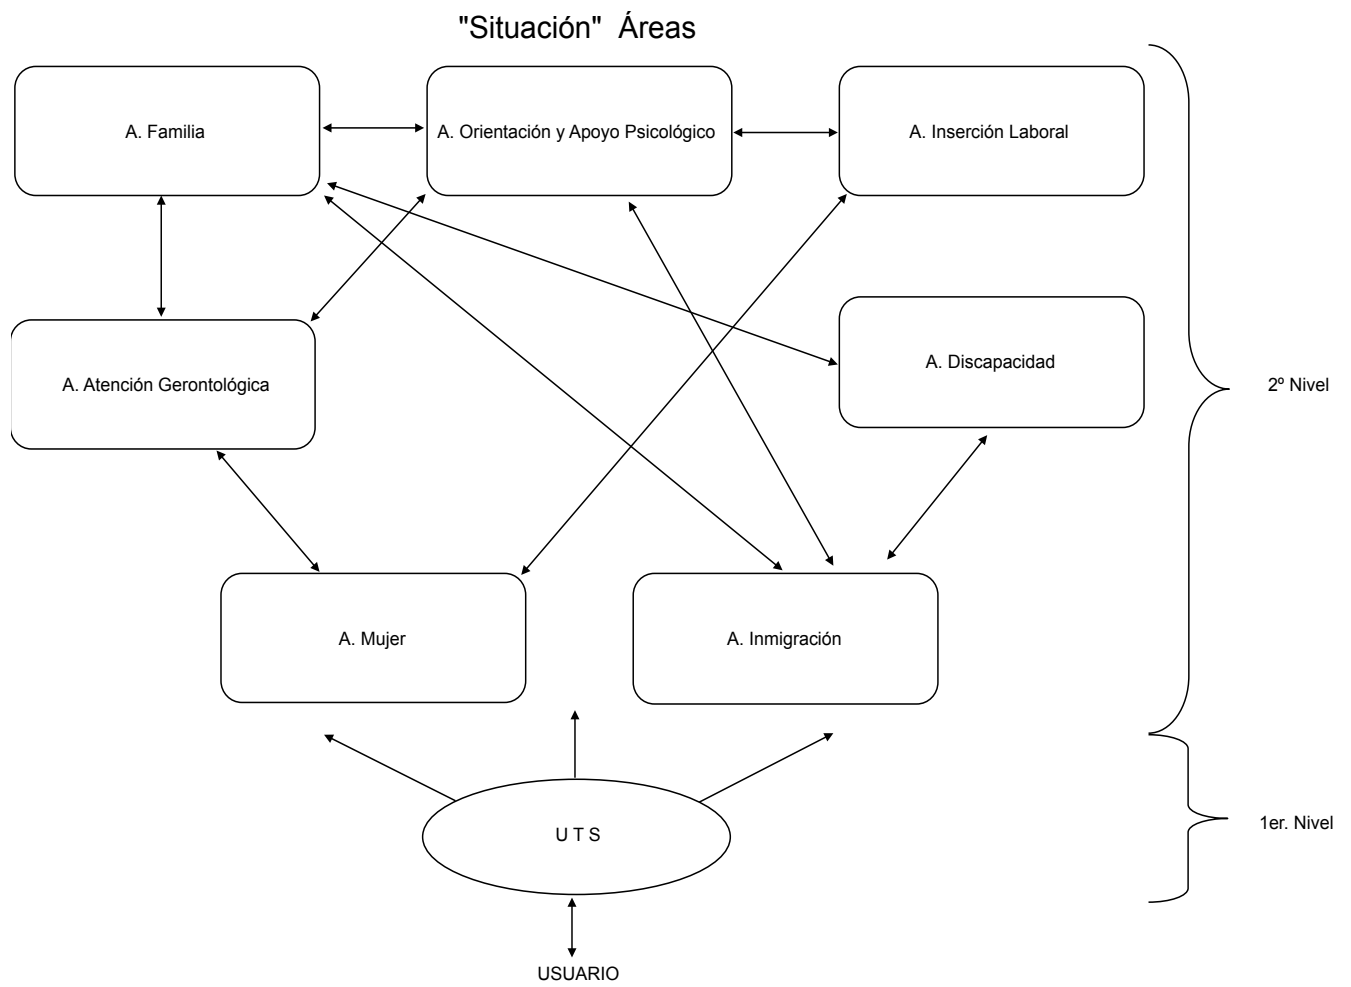 "Situación" Áreas
A. Familia
A. Orientación y Apoyo Psicológico
A. Inserción Laboral
A. Atención Gerontológica
A. Discapacidad
2º Nivel
A. Mujer
A. Inmigración
U T S
1er. Nivel
USUARIO